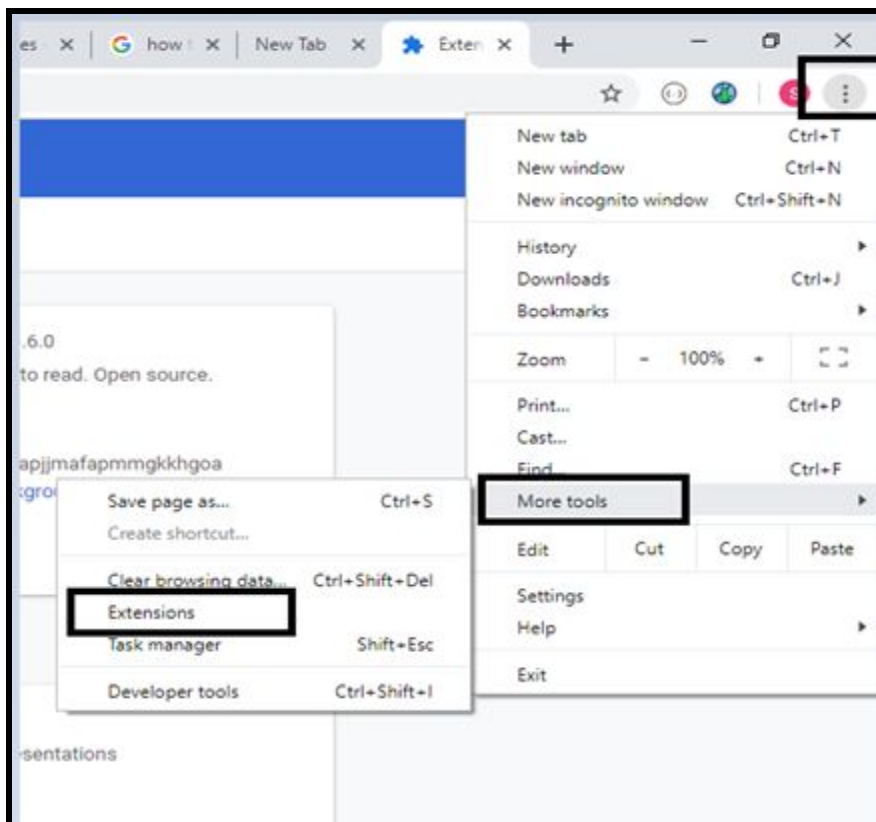 es
how
New Tab
Exten
S
New tab Ctrl+T
New window Ctrl+N
New incognito window Ctrl+Shift+N
History
Downloads Ctrl+J
Bookmarks
Zoom - 100% +
Print... Ctrl+P
Cast...
Find... Ctrl+F
More tools
Edit Cut Copy Paste
Settings
Help
Exit
.6.0
to read. Open source.
apjjmafapmmgkkhgoa
kgrou
Save page as... Ctrl+S
Create shortcut...
Clear browsing data... Ctrl+Shift+Del
Extensions
Task manager Shift+Esc
Developer tools Ctrl+Shift+I
sentations